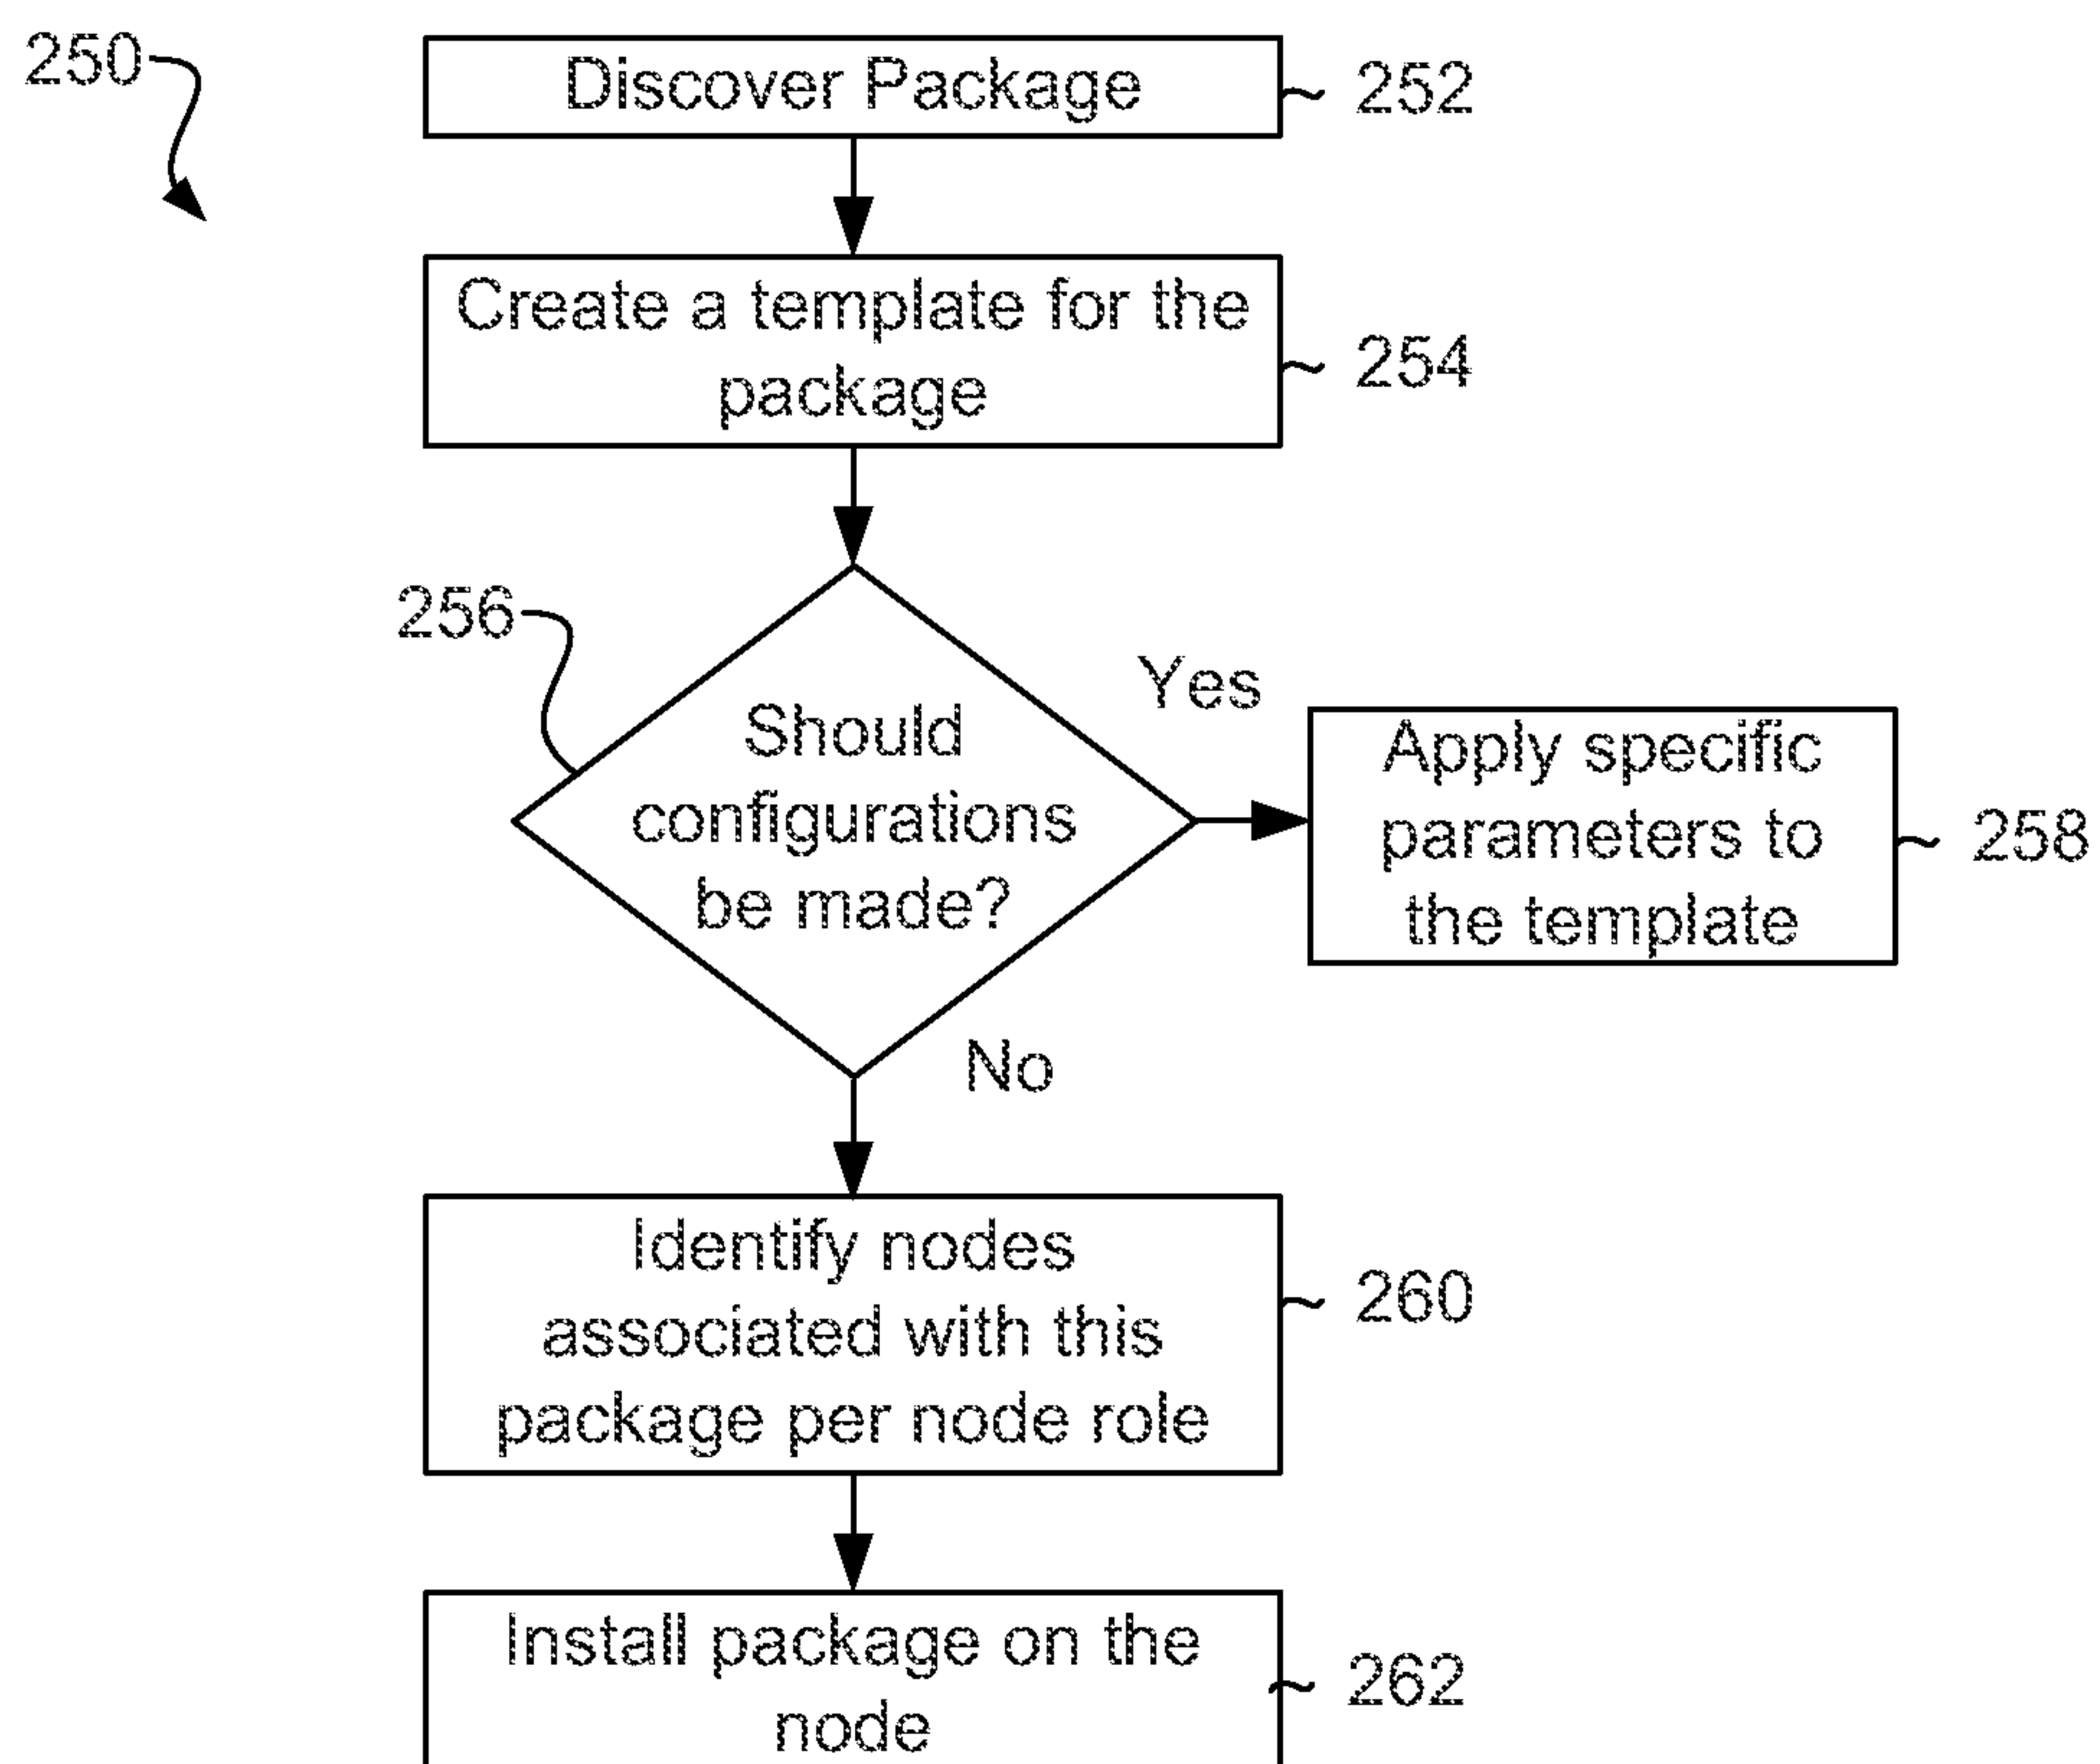 250
Discover Package
252
Create a template for the
package
254
256
Should
configurations
be made?
Yes
Apply specific
parameters to
the template
258
No
Identify nodes
associated with this
package per node role
260
Install package on the
node
262